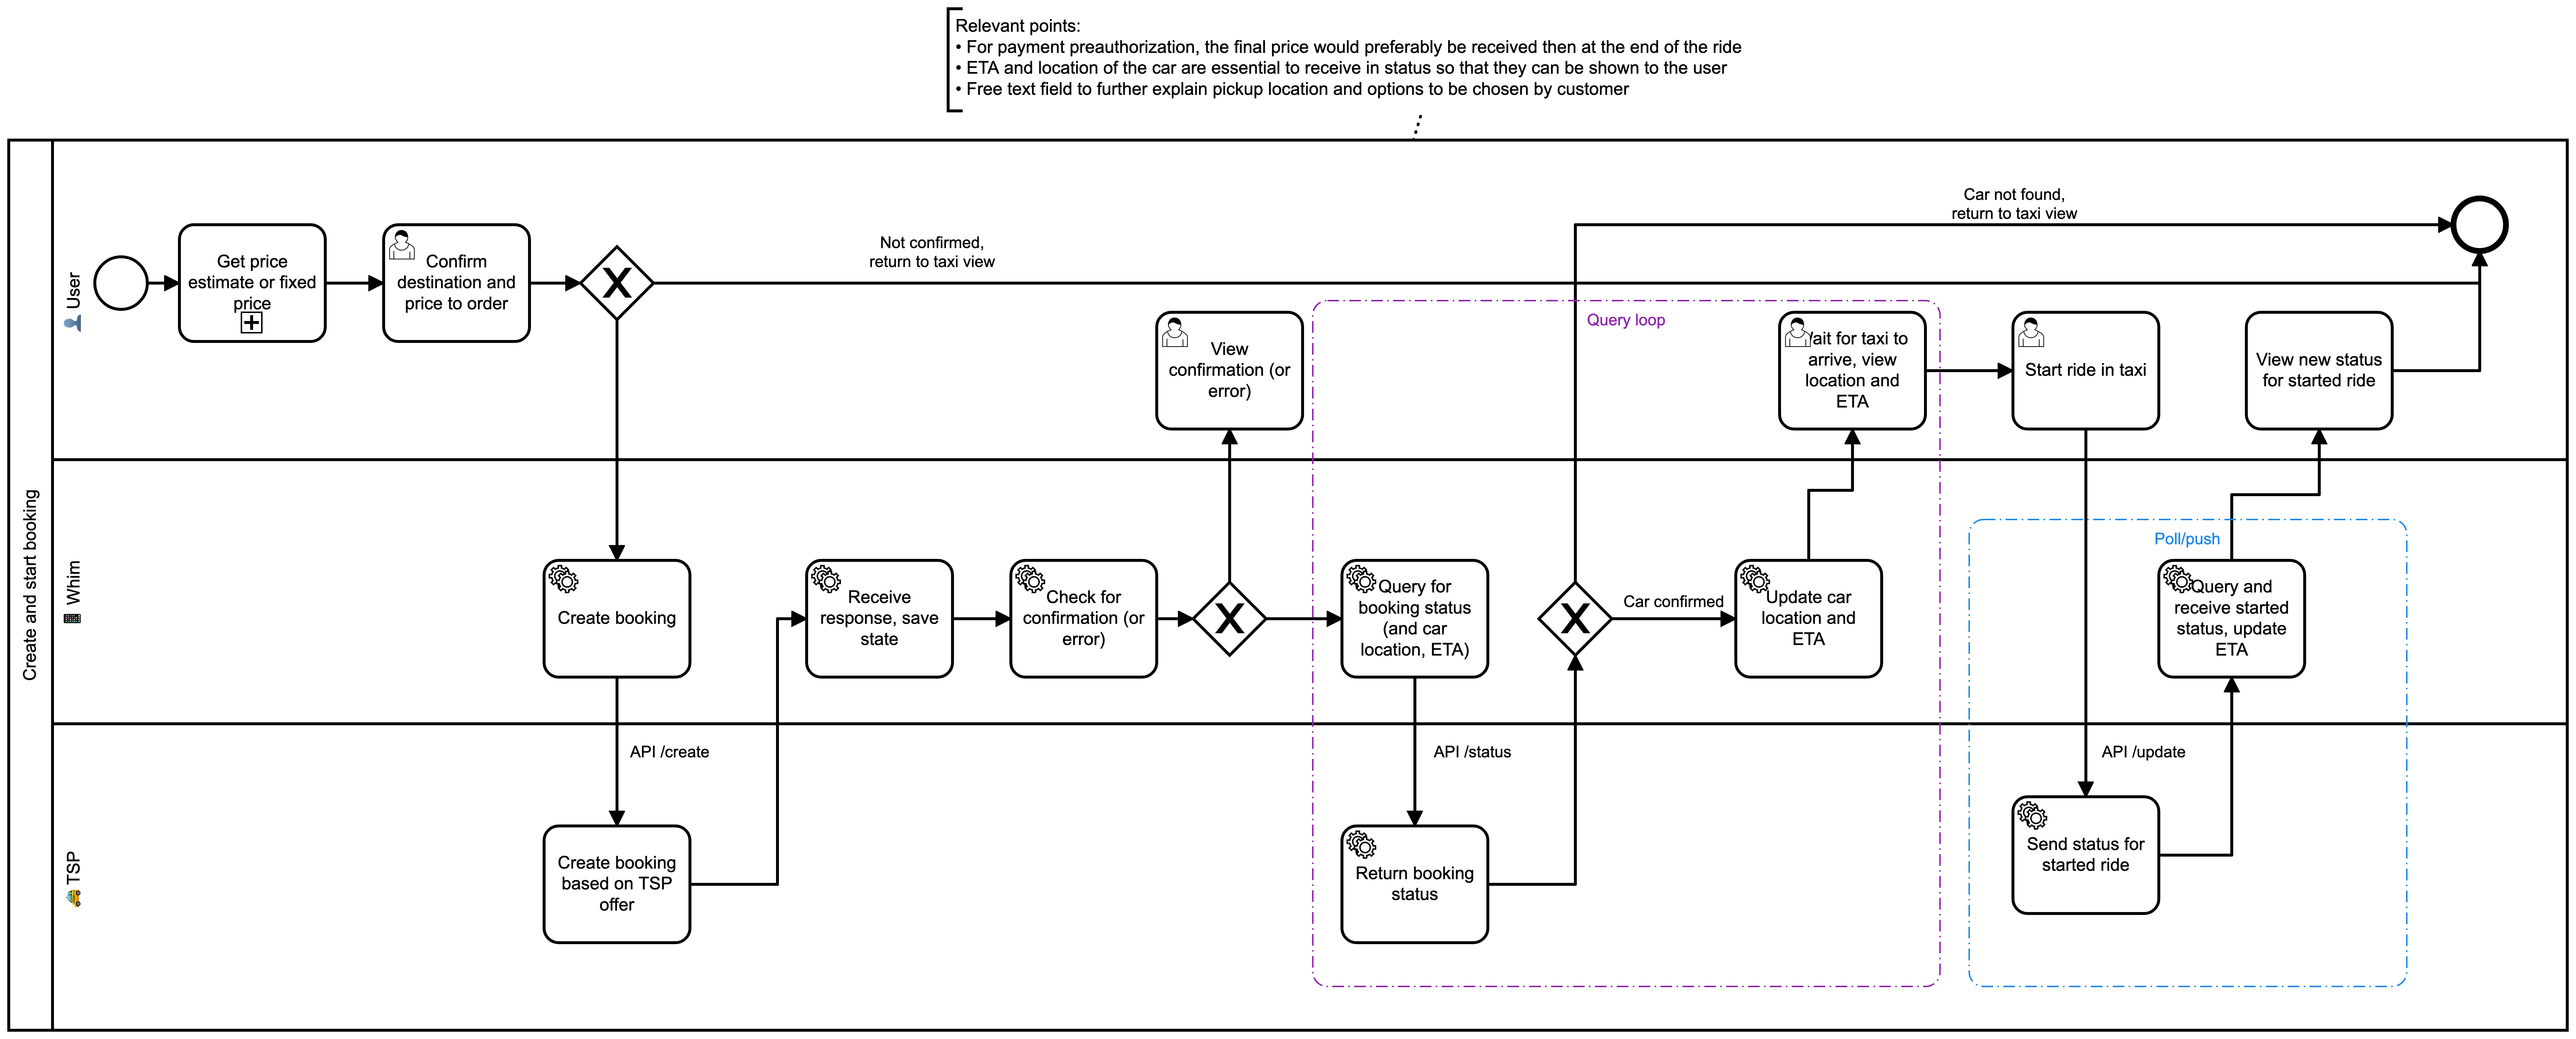 Relevant points:
• For payment preauthorization, the final price would preferably be received then at the end of the ride
• ETA and location of the car are essential to receive in status so that they can be shown to the user
• Free text field to further explain pickup location and options to be chosen by customer
Create and start booking
User
Get price
estimate or fixed
price
Confirm
destination and
price to order
Not confirmed,
return to taxi view
Car not found,
return to taxi view
View
confirmation (or
error)
Query loop
ait for taxi to
arrive, view
location and
ETA
Start ride in taxi
View new status
for started ride
Whim
Create booking
Receive
response, save
state
Check for
confirmation (or
error)
Query for
booking status
(and car
location, ETA)
Car confirmed
Update car
location and
ETA
Poll/push
Query and
receive started
status, update
ETA
TSP
API /create
API /status
API /update
Create booking
based on TSP
offer
Return booking
status
Send status for
started ride